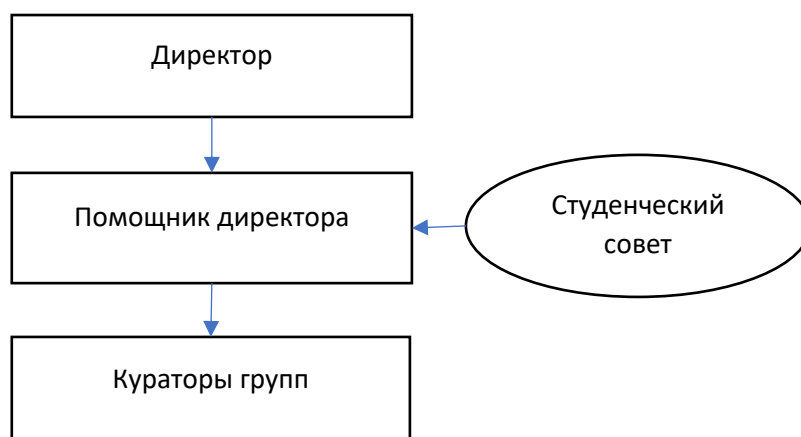 Директор
Помощник директора
Студенческий
совет
Кураторы групп